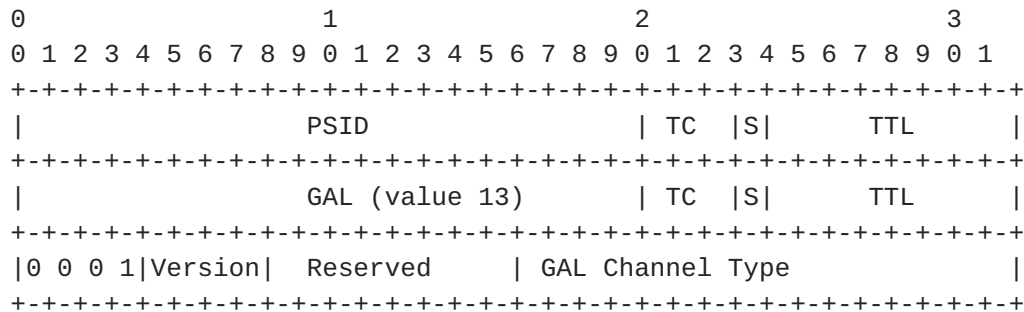 0                   1                   2                   3
0 1 2 3 4 5 6 7 8 9 0 1 2 3 4 5 6 7 8 9 0 1 2 3 4 5 6 7 8 9 0 1
+-+-+-+-+-+-+-+-+-+-+-+-+-+-+-+-+-+-+-+-+-+-+-+-+-+-+-+-+-+-+-+-+
|                  PSID                 | TC  |S|      TTL      |
+-+-+-+-+-+-+-+-+-+-+-+-+-+-+-+-+-+-+-+-+-+-+-+-+-+-+-+-+-+-+-+-+
|                  GAL (value 13)       | TC  |S|      TTL      |
+-+-+-+-+-+-+-+-+-+-+-+-+-+-+-+-+-+-+-+-+-+-+-+-+-+-+-+-+-+-+-+-+
|0 0 0 1|Version|  Reserved     | GAL Channel Type              |
+-+-+-+-+-+-+-+-+-+-+-+-+-+-+-+-+-+-+-+-+-+-+-+-+-+-+-+-+-+-+-+-+